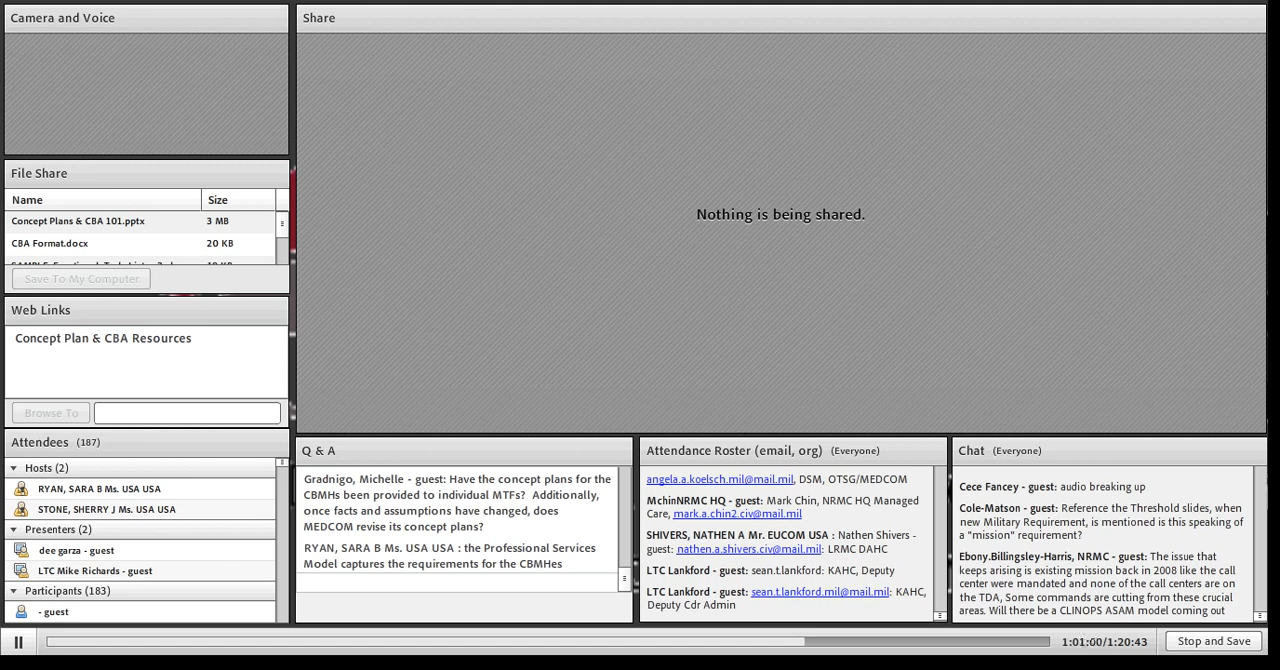 Camera and Voice
Share
Nothing is being shared.
File Share
Name
Size
Concept Plans & CBA 101.pptx
3 MB
CBA Format.docx
20 KB
Save To My Computer
Web Links
Concept Plan & CBA Resources
Browse To
Attendees (187)
Hosts (2)
RYAN, SARA B Ms. USA USA
STONE, SHERRY J Ms. USA USA
Presenters (2)
dee garza - guest
LTC Mike Richards - guest
Participants (183)
- guest
Q & A
Gradnigo, Michelle - guest: Have the concept plans for the
CBMHs been provided to individual MTFs? Additionally,
once facts and assumptions have changed, does
MEDCOM revise its concept plans?
RYAN, SARA B Ms. USA USA : the Professional Services
Model captures the requirements for the CBMHes
Attendance Roster (email, org) (Everyone)
angela.a.koelsch.mil@mail.mil, DSM, OTSG/MEDCOM
MchinNRMC HQ - guest: Mark Chin, NRMC HQ Managed
Care, mark.a.chin2.civ@mail.mil
SHIVERS, NATHEN A Mr. EUCOM USA : Nathen Shivers -
guest: nathen.a.shivers.civ@mail.mil: LRMC DAHC
LTC Lankford - guest: sean.t.lankford: KAHC, Deputy
LTC Lankford - guest: sean.t.lankford.mil@mail.mil: KAHC,
Deputy Cdr Admin
Chat (Everyone)
Cece Fancey - guest: audio breaking up
Cole-Matson - guest: Reference the Threshold slides, when
new Military Requirement, is mentioned is this speaking of
a "mission" requirement?
Ebony.Billingsley-Harris, NRMC - guest: The issue that
keeps arising is existing mission back in 2008 like the call
center were mandated and none of the call centers are on
the TDA, Some commands are cutting from these crucial
areas. Will there be a CLINOPS ASAM model coming out
1:01:00/1:20:43
Stop and Save